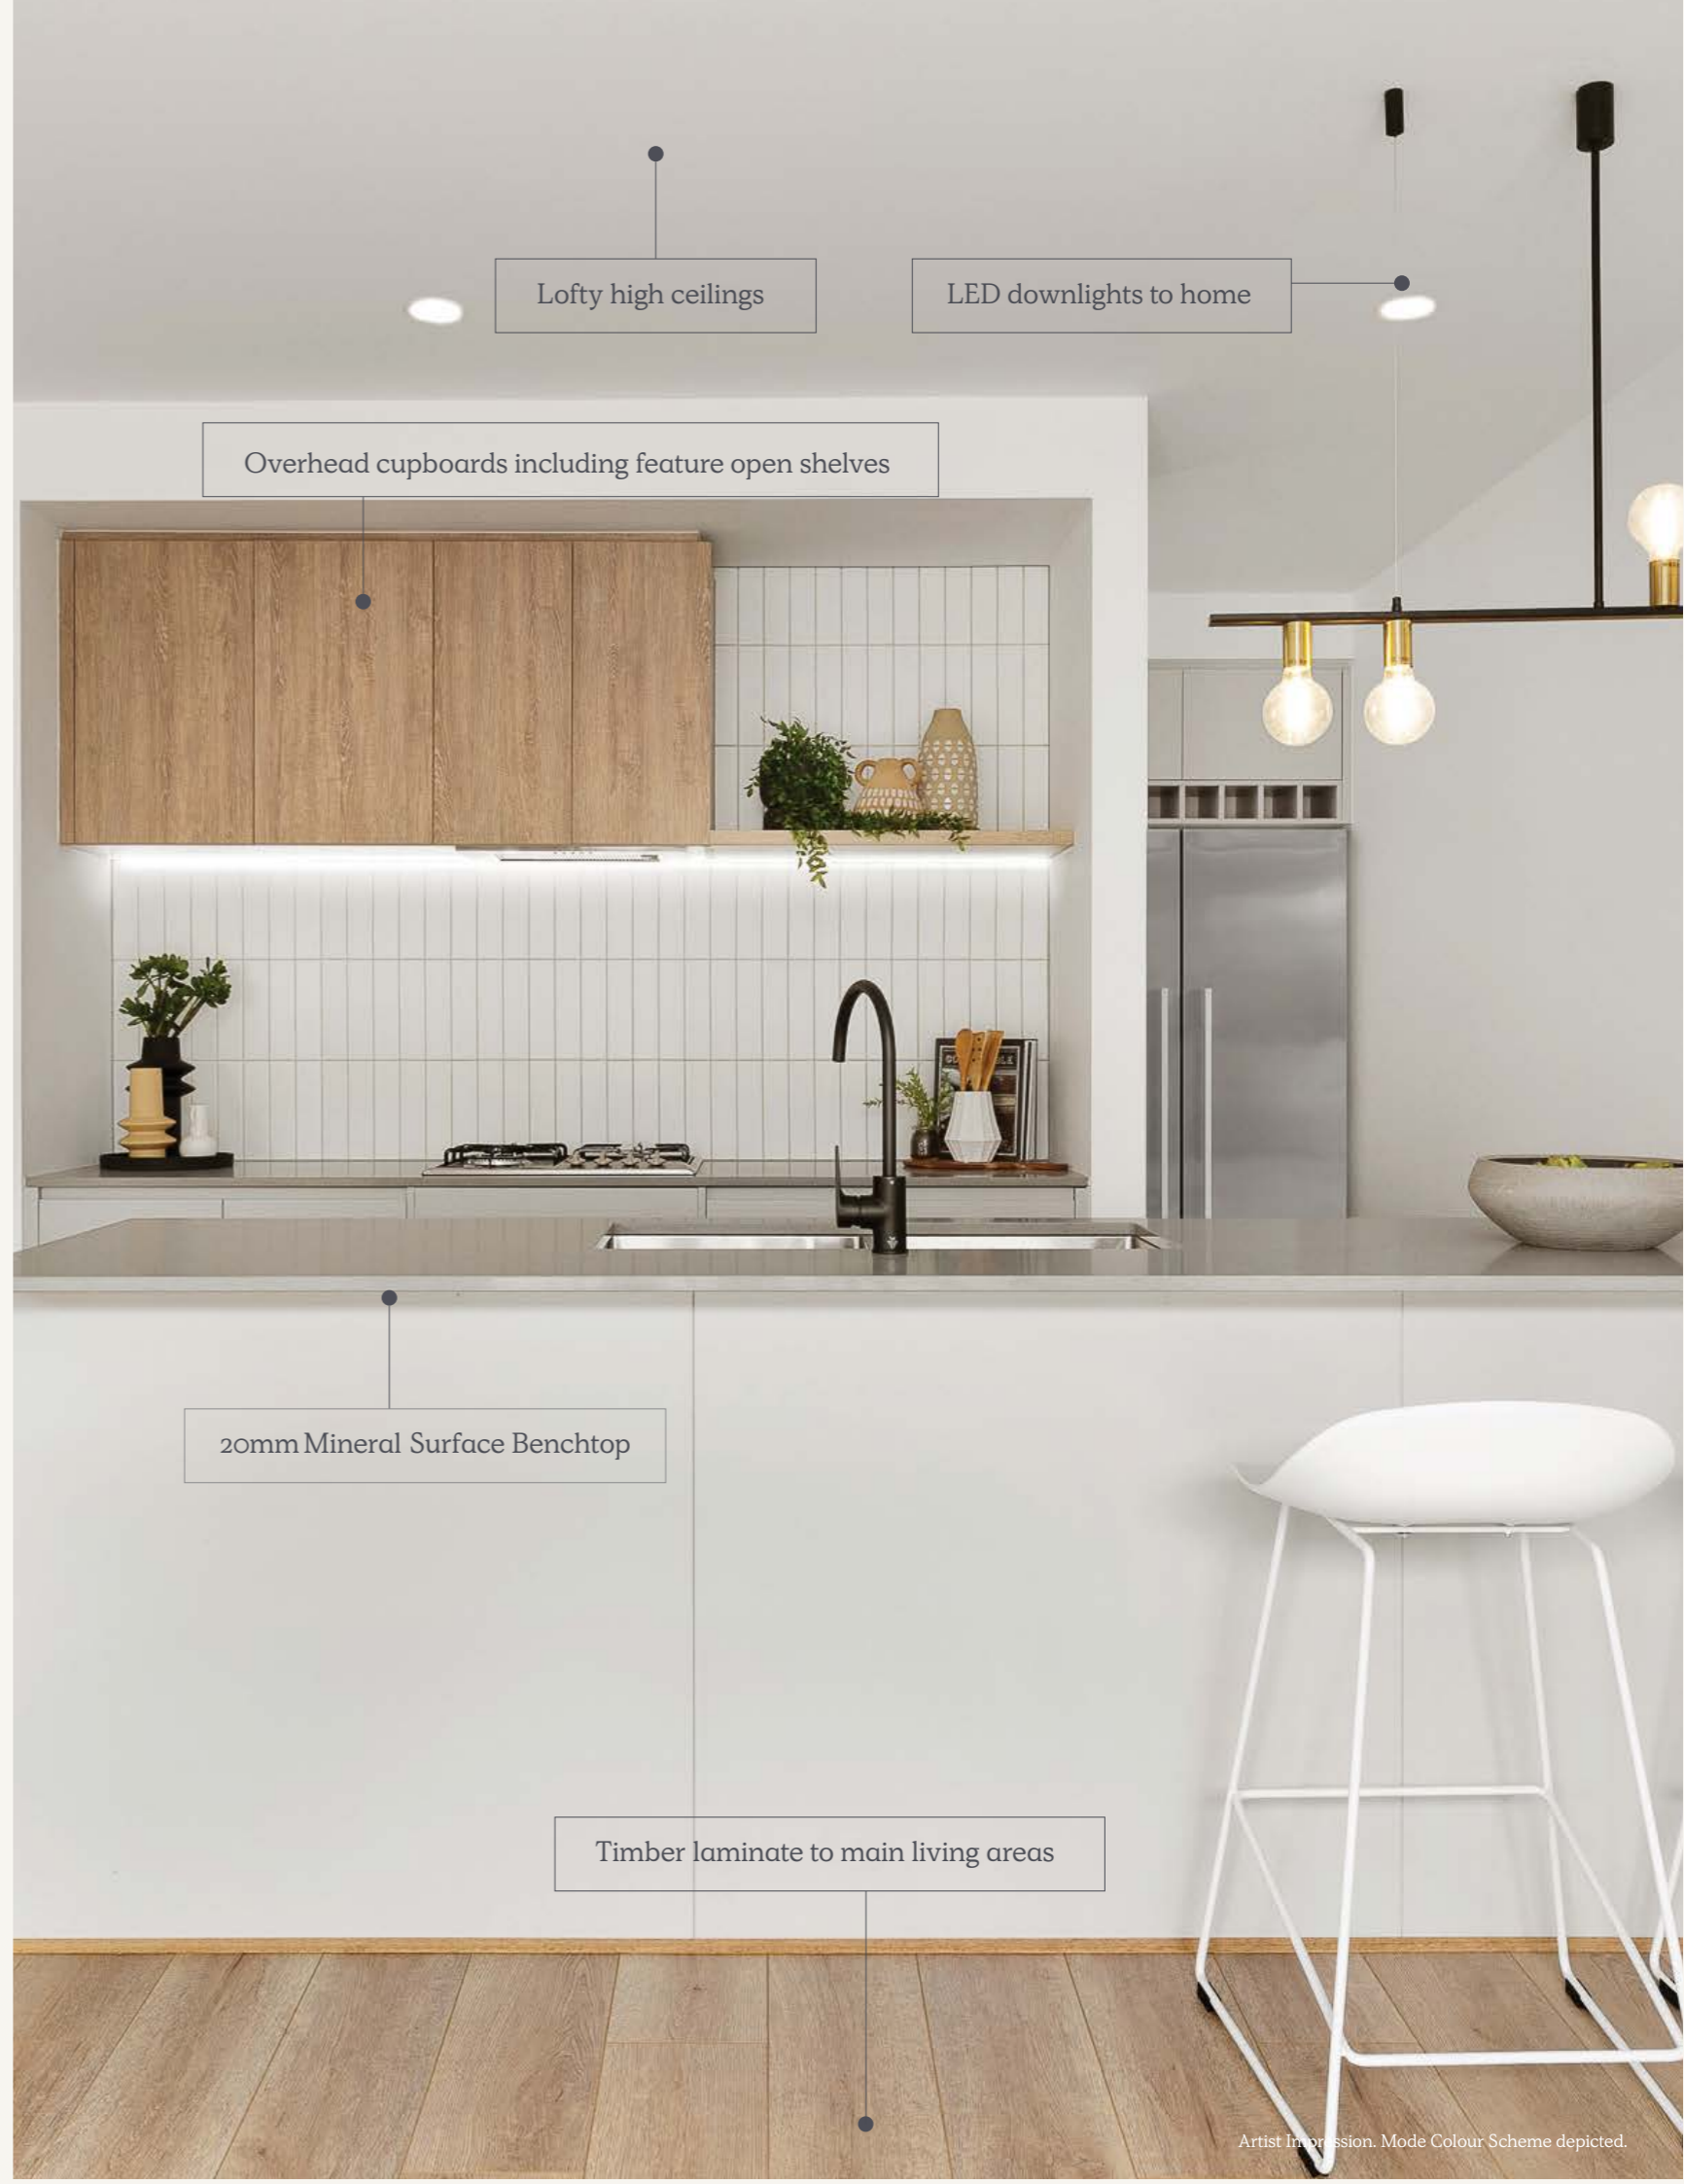 Lofty high ceilings
LED downlights to home
Overhead cupboards including feature open shelves
20mm Mineral Surface Benchtop
Timber laminate to main living areas
Artist Impression. Mode Colour Scheme depicted.